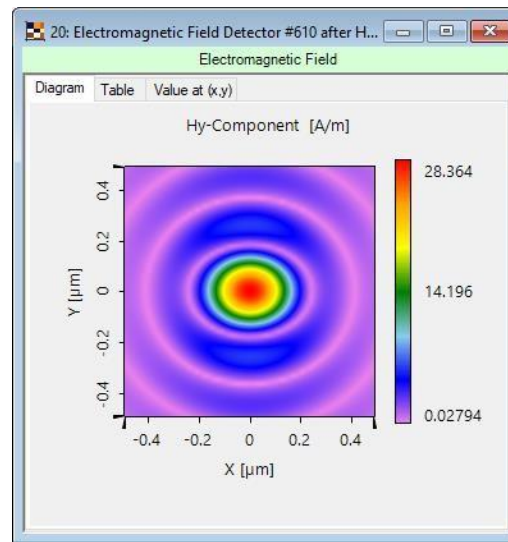 20: Electromagnetic Field Detector #610 after H...
Electromagnetic Field
Diagram Table Value at (x,y)
Hy-Component [A/m]
28.364
14.196
0.02794
Y [µm]
0.4
0.2
0
-0.2
-0.4
-0.4 -0.2 0 0.2 0.4
X [µm]